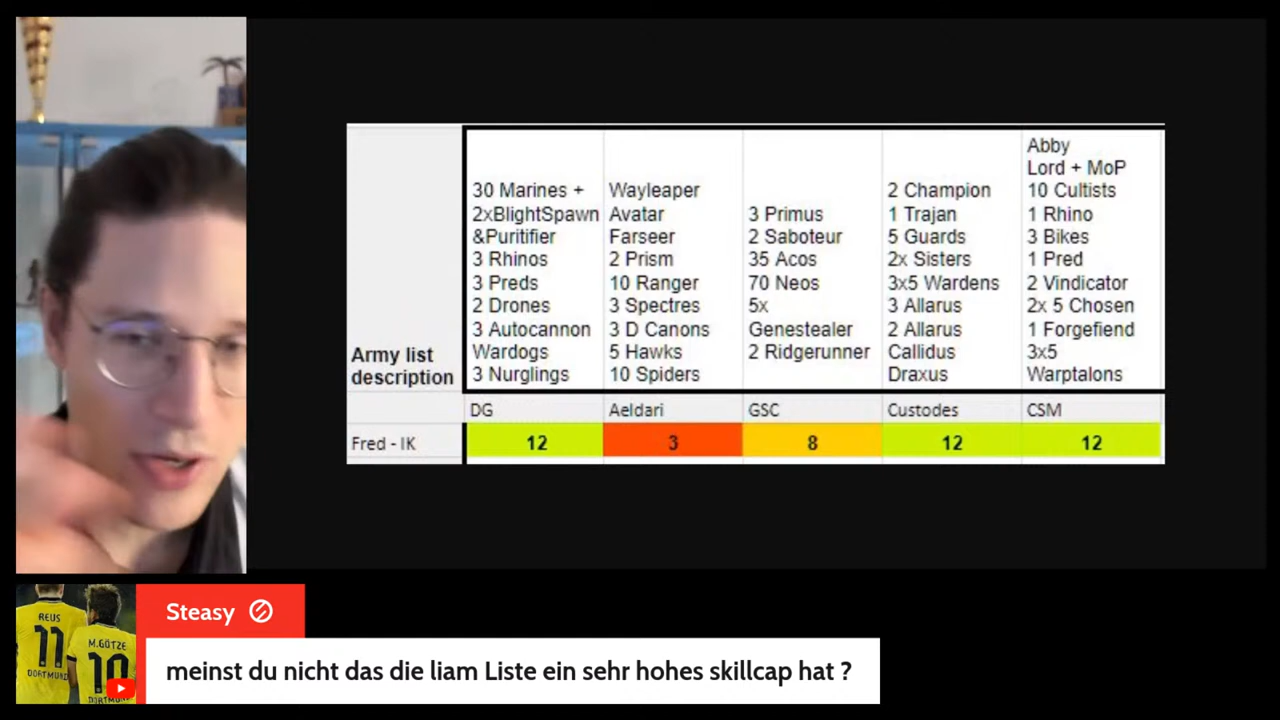 Army list
description
30 Marines +
2xBlightSpawn
&Puritifier
3 Rhinos
3 Preds
2 Drones
3 Autocannon
Wardogs
3 Nurglings
Wayleaper
Avatar
Farseer
2 Prism
10 Ranger
3 Spectres
3 D Canons
5 Hawks
10 Spiders
3 Primus
2 Saboteur
35 Acos
70 Neos
5x
Genestealer
2 Ridgerunner
2 Champion
1 Trajan
5 Guards
2x Sisters
3x5 Wardens
3 Allarus
2 Allarus
Callidus
Draxus
Abby
Lord + MoP
10 Cultists
1 Rhino
3 Bikes
1 Pred
2 Vindicator
2x 5 Chosen
1 Forgefiend
3x5
Warptalons
DG Aeldari GSC Custodes CSM
Fred - IK 12 3 8 12 12
REUS
11
DORTMUND
M.GÖTZE
10
DORTMUND
Steasy
meinst du nicht das die liam Liste ein sehr hohes skillcap hat ?